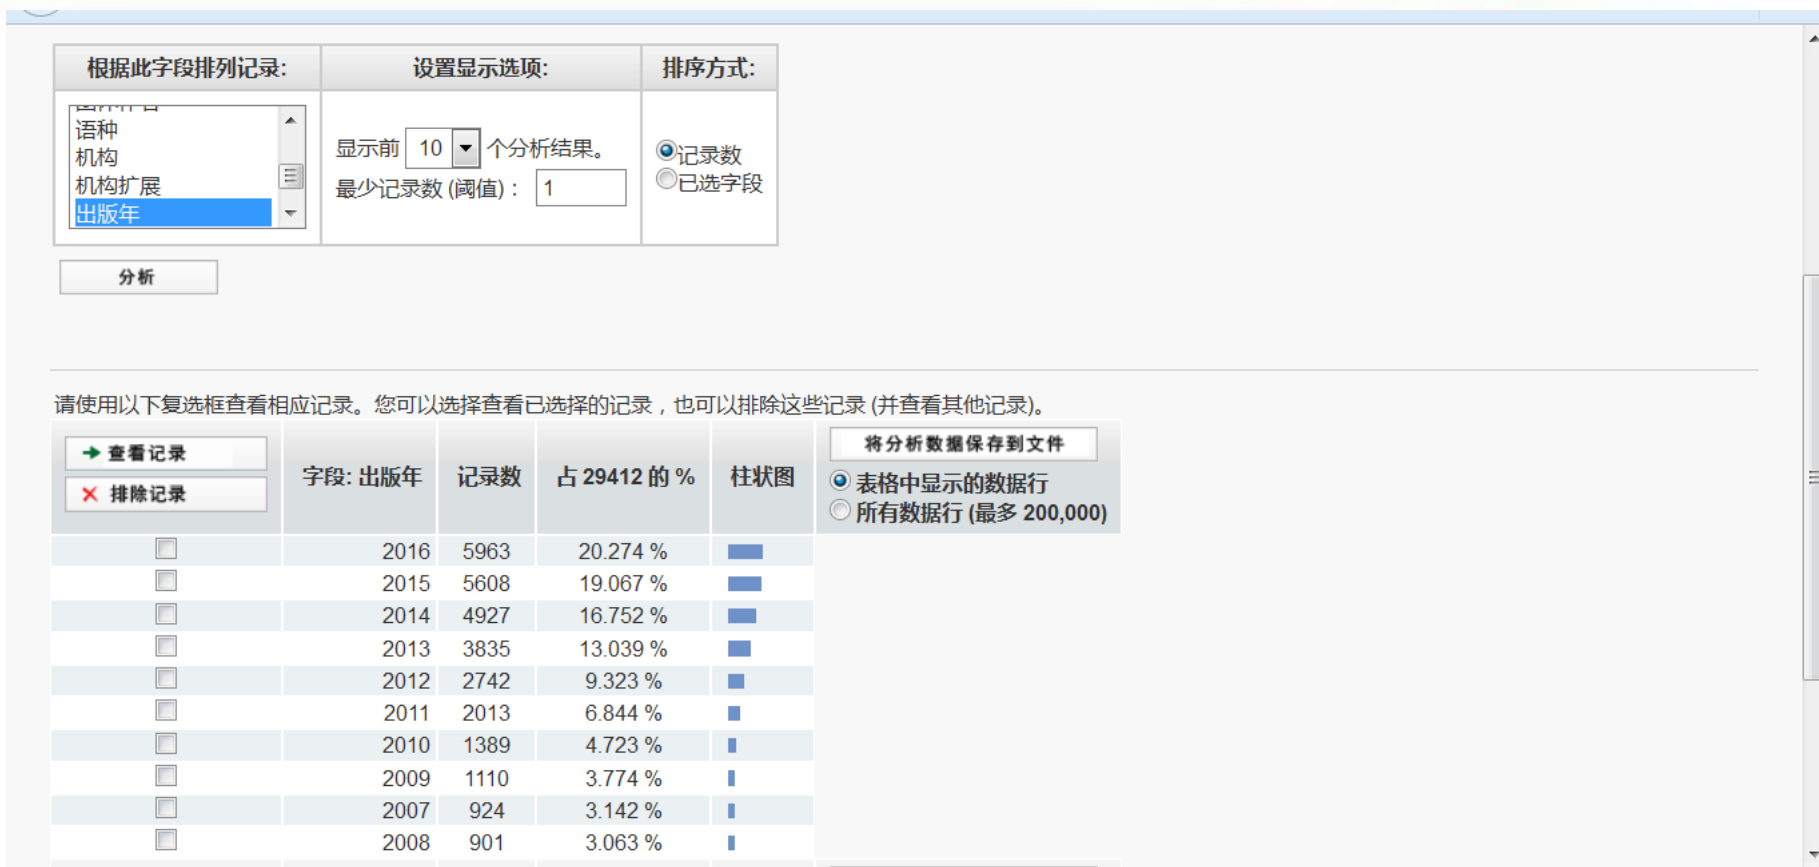 根据此字段排列记录: 设置显示选项: 排序方式:
语种
机构
机构扩展
出版年
显示前 10 个分析结果。
最少记录数 (阈值) : 1
记录数
已选字段
分析
请使用以下复选框查看相应记录。您可以选择查看已选择的记录，也可以排除这些记录 (并查看其他记录)。
查看记录
排除记录
字段: 出版年 记录数 占 29412 的 % 柱状图
将分析数据保存到文件
表格中显示的数据行
所有数据行 (最多 200,000)
2016 5963 20.274 %
2015 5608 19.067 %
2014 4927 16.752 %
2013 3835 13.039 %
2012 2742 9.323 %
2011 2013 6.844 %
2010 1389 4.723 %
2009 1110 3.774 %
2007 924 3.142 %
2008 901 3.063 %